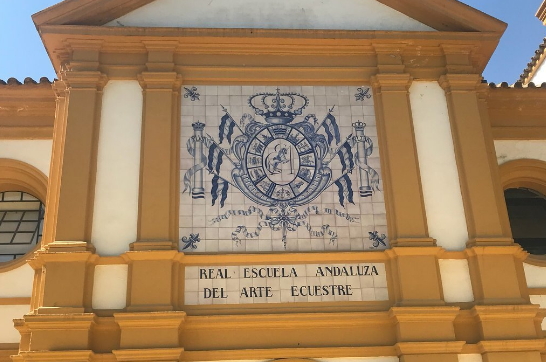 REAL ESCUELA ANDALUZA
DEL ARTE ECUESTRE